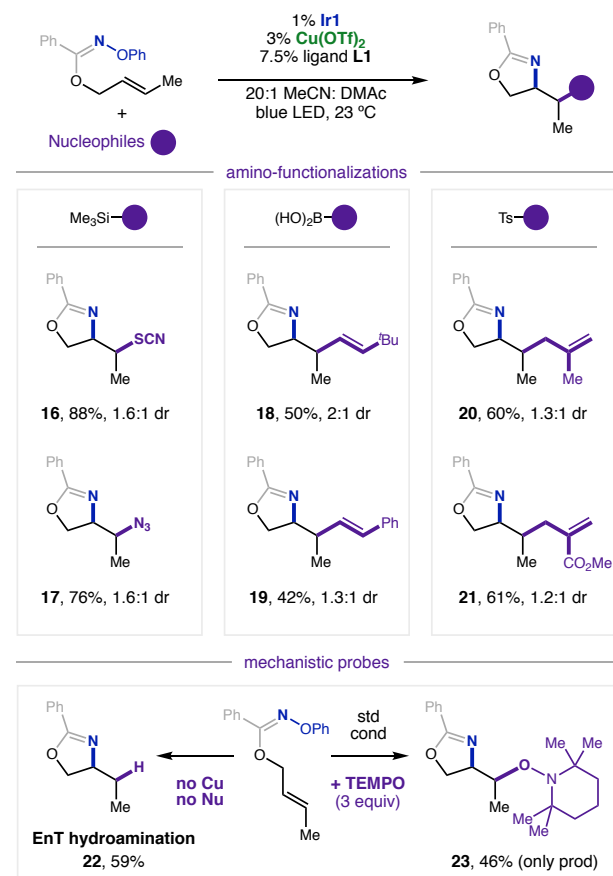 1% Ir1
3% Cu(OTf)2
7.5% ligand L1
20:1 MeCN: DMAc
blue LED, 23 ºC
Ph
N
OPh
O
Me
+
Nucleophiles
Ph
N
O
Me
amino-functionalizations
Me3Si
(HO)2B
Ts
Ph
N
O
SCN
Me
16, 88%, 1.6:1 dr
Ph
N
O
tBu
Me
18, 50%, 2:1 dr
Ph
N
O
Me
Me
20, 60%, 1.3:1 dr
Ph
N
O
N3
Me
17, 76%, 1.6:1 dr
Ph
N
O
Ph
Me
19, 42%, 1.3:1 dr
Ph
N
O
Me
CO2Me
21, 61%, 1.2:1 dr
mechanistic probes
Ph
N
O
H
Me
EnT hydroamination
22, 59%
no Cu
no Nu
Ph
N
OPh
O
Me
std
cond
+ TEMPO
(3 equiv)
Ph
N
O
O
Me
N
Me
Me
Me
Me
23, 46% (only prod)